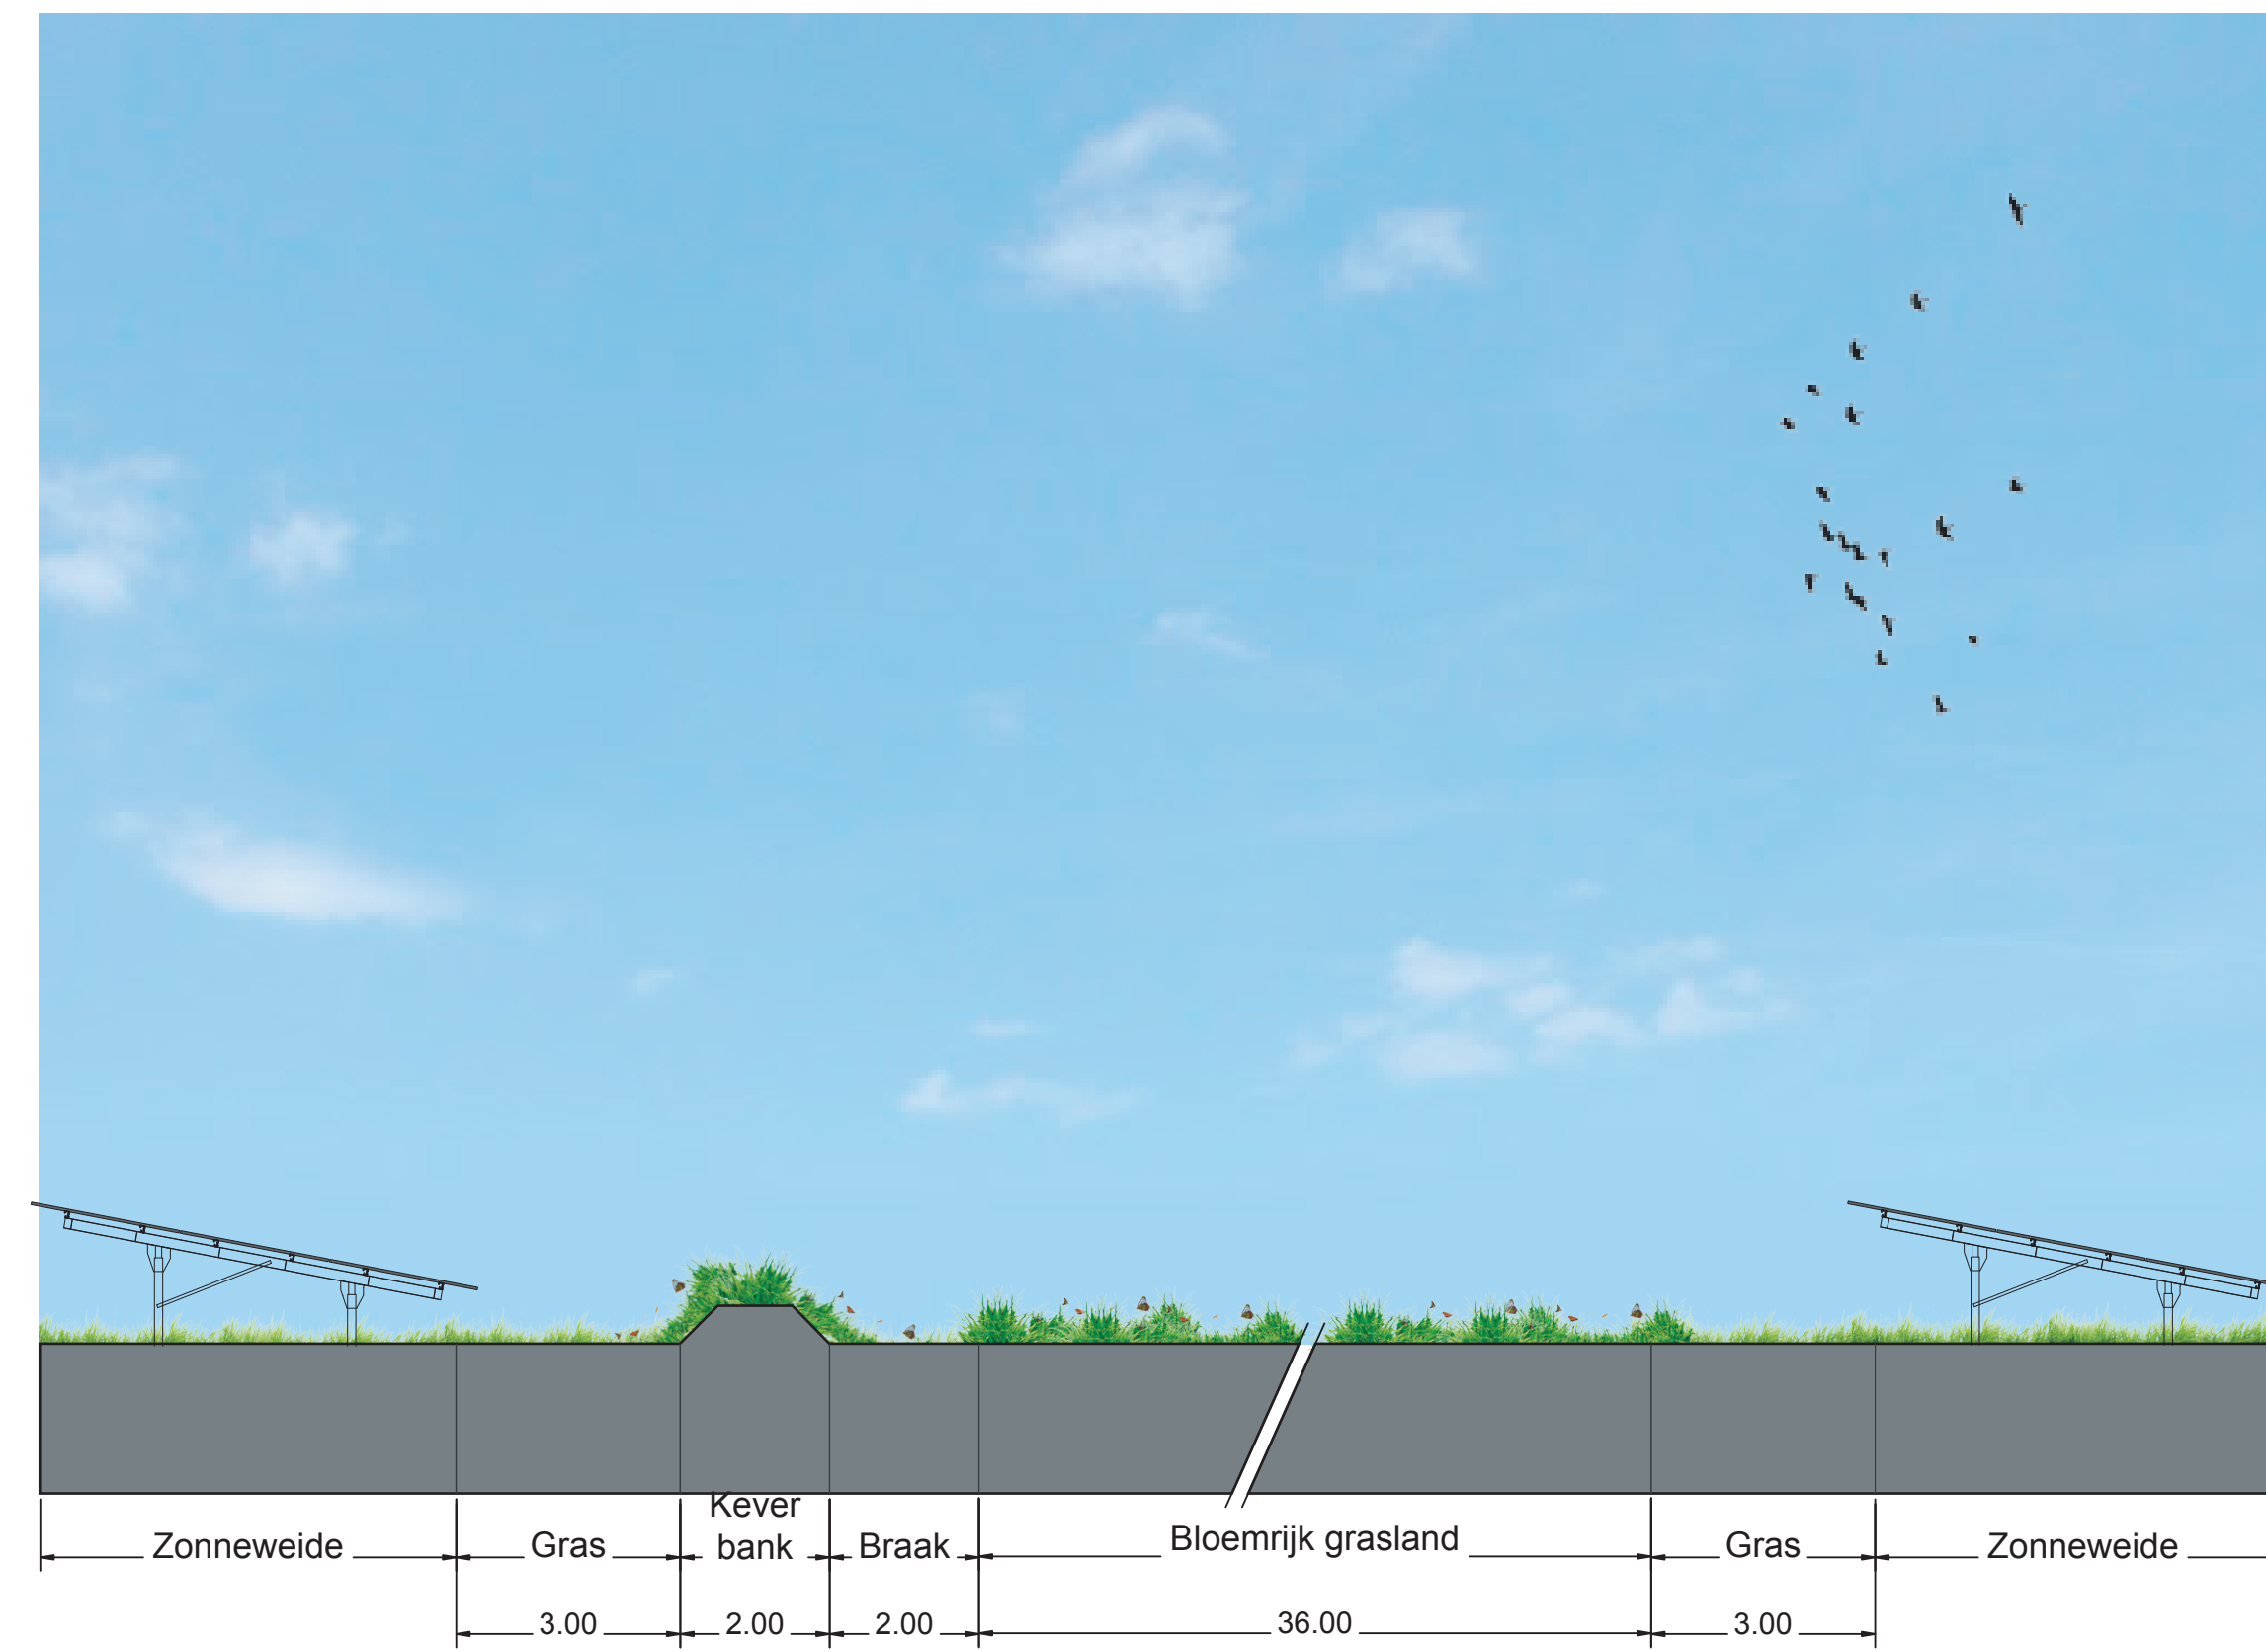 Zonneweide
Gras
Kever
bank
Braak
Bloemrijk grasland
Gras
Zonneweide
3.00
2.00
2.00
36.00
3.00